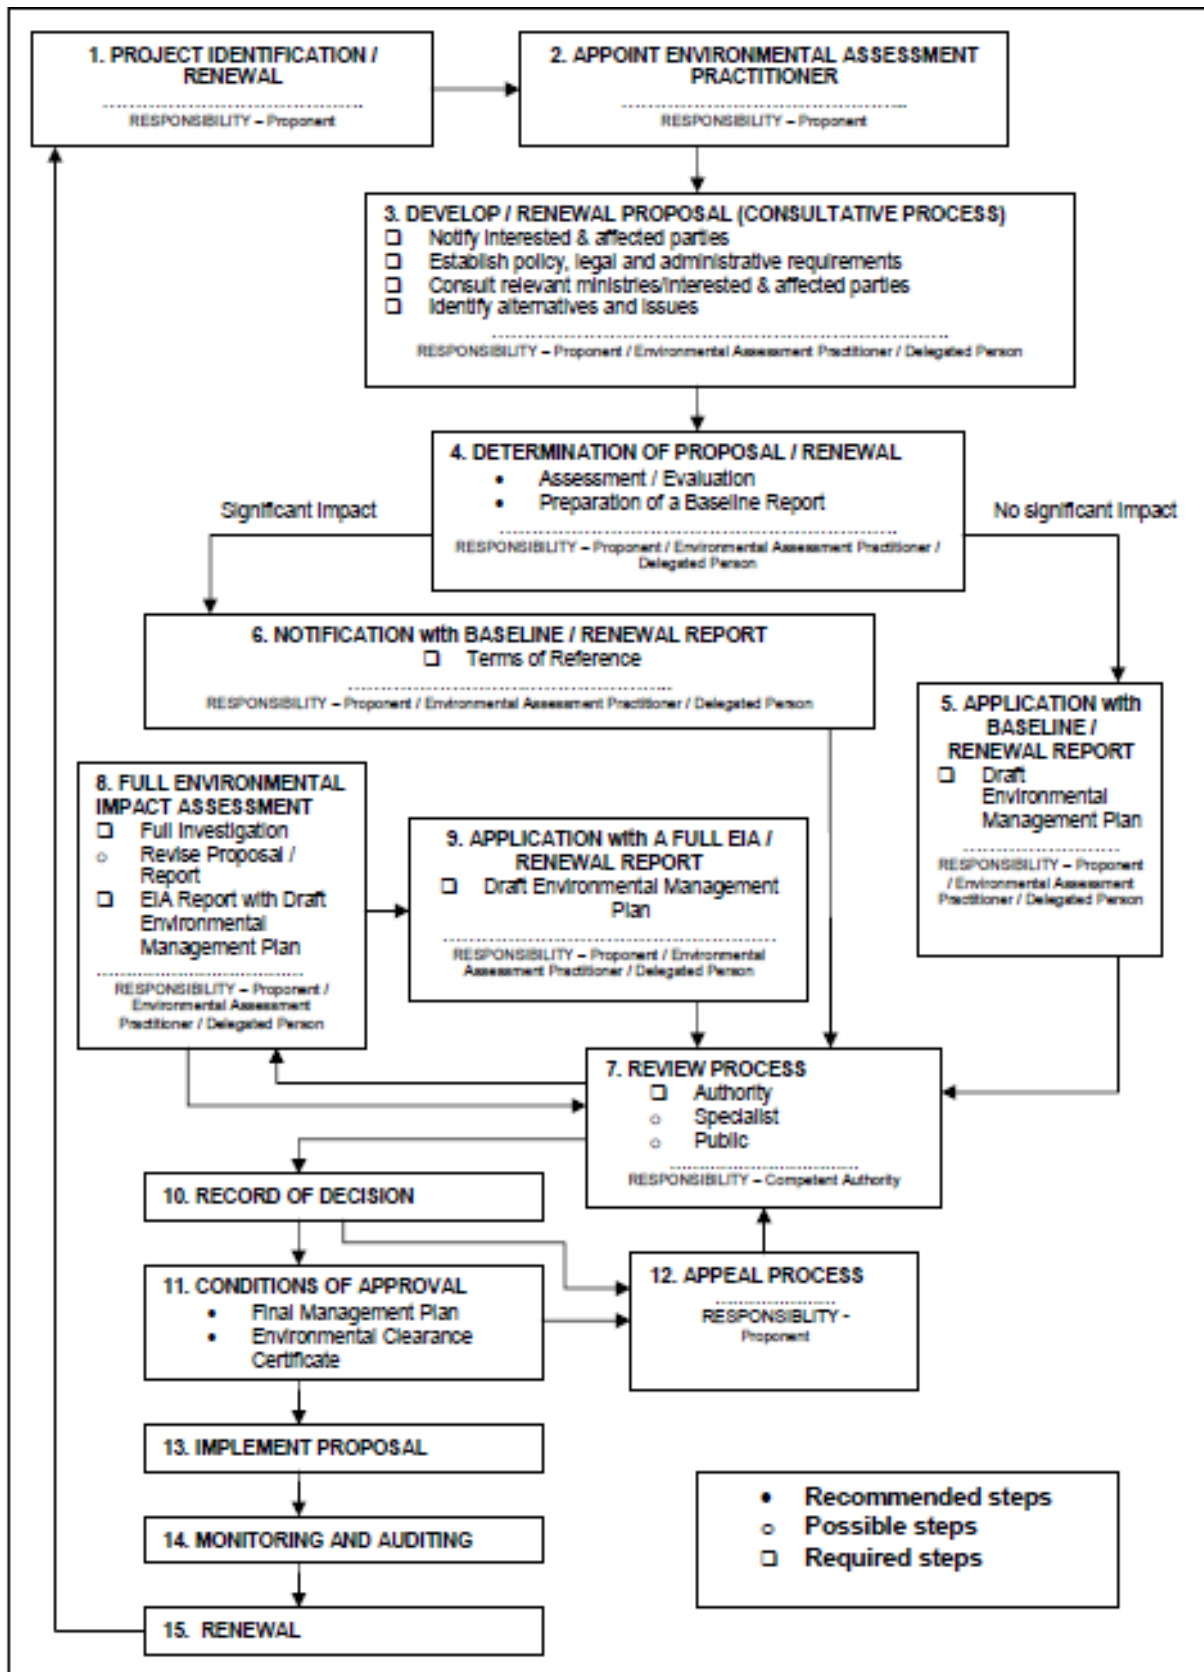 1. PROJECT IDENTIFICATION /
RENEWAL
RESPONSIBILITY – Proponent
2. APPOINT ENVIRONMENTAL ASSESSMENT
PRACTITIONER
RESPONSIBILITY – Proponent
3. DEVELOP / RENEWAL PROPOSAL (CONSULTATIVE PROCESS)
❑ Notify interested & affected parties
❑ Establish policy, legal and administrative requirements
❑ Consult relevant ministries/interested & affected parties
❑ Identify alternatives and issues
RESPONSIBILITY – Proponent / Environmental Assessment Practitioner / Delegated Person
4. DETERMINATION OF PROPOSAL / RENEWAL
• Assessment / Evaluation
• Preparation of a Baseline Report
RESPONSIBILITY – Proponent / Environmental Assessment Practitioner /
Delegated Person
Significant Impact
No significant Impact
6. NOTIFICATION with BASELINE / RENEWAL REPORT
❑ Terms of Reference
RESPONSIBILITY – Proponent / Environmental Assessment Practitioner / Delegated Person
5. APPLICATION with
BASELINE /
RENEWAL REPORT
❑ Draft
Environmental
Management Plan
RESPONSIBILITY – Proponent
/ Environmental Assessment
Practitioner / Delegated Person
8. FULL ENVIRONMENTAL
IMPACT ASSESSMENT
❑ Full Investigation
○ Revise Proposal /
Report
❑ EIA Report with Draft
Environmental
Management Plan
RESPONSIBILITY – Proponent /
Environmental Assessment
Practitioner / Delegated Person
9. APPLICATION with A FULL EIA /
RENEWAL REPORT
❑ Draft Environmental Management
Plan
RESPONSIBILITY – Proponent / Environmental
Assessment Practitioner / Delegated Person
7. REVIEW PROCESS
❑ Authority
○ Specialist
○ Public
RESPONSIBILITY – Competent Authority
10. RECORD OF DECISION
11. CONDITIONS OF APPROVAL
• Final Management Plan
• Environmental Clearance
Certificate
12. APPEAL PROCESS
RESPONSIBLITY -
Proponent
13. IMPLEMENT PROPOSAL
14. MONITORING AND AUDITING
15. RENEWAL
• Recommended steps
○ Possible steps
❑ Required steps